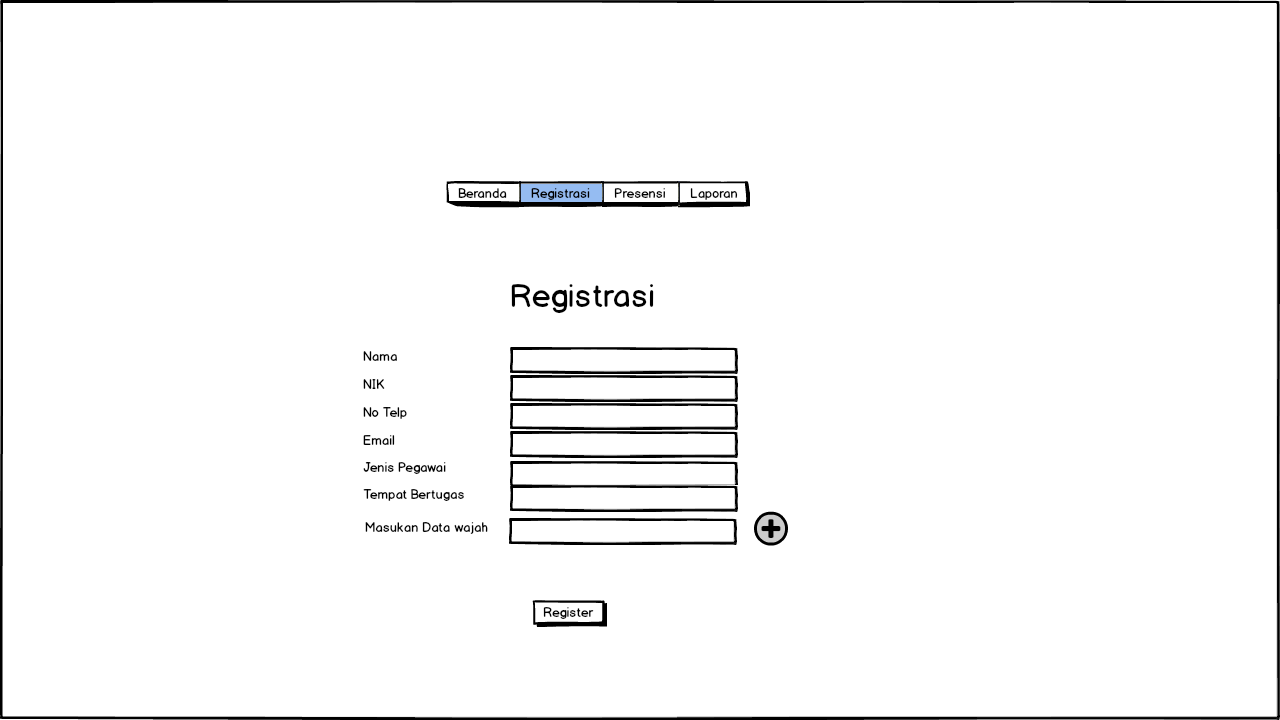 Beranda Registrasi Presensi Laporan
Registrasi
Nama
NIK
No Telp
Email
Jenis Pegawai
Tempat Bertugas
Masukan Data wajah
Register